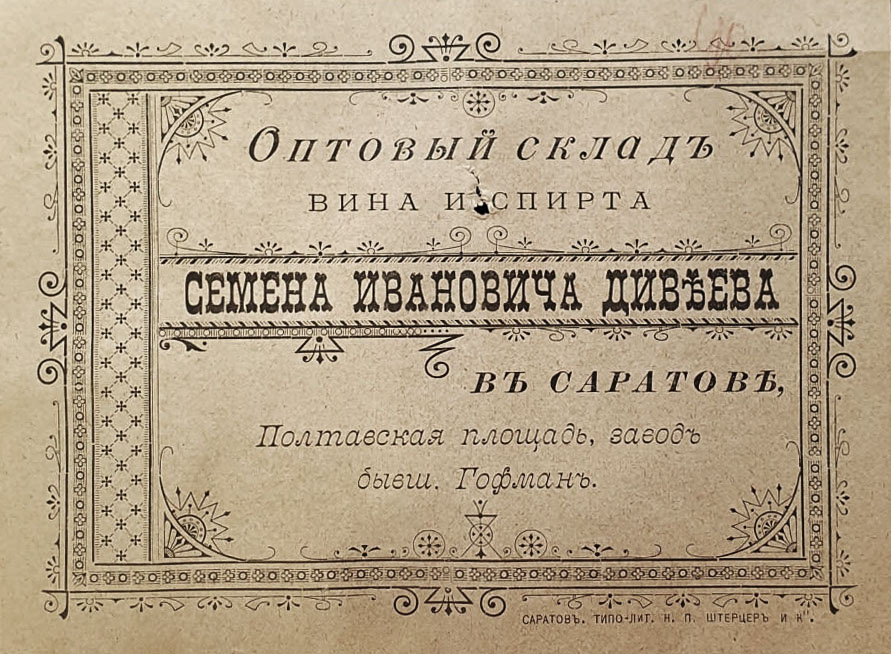 Оптовый складъ
вина и спирта
Семена Ивановича Дивѣева
въ Саратовѣ,
Полтавская площадь, заводъ
бывш. Гофманъ.
Саратовъ. Типо-лит. Н. П. Штерцеръ и К°.